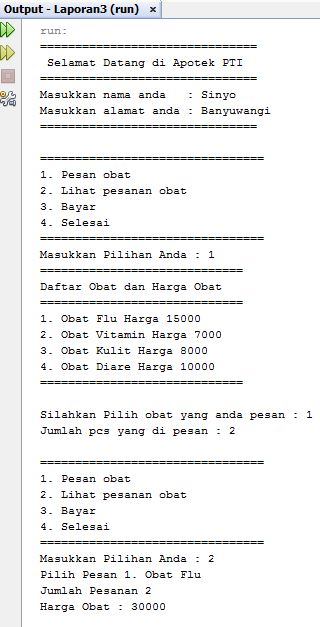 Output - Laporan3 (run) ×
run:
===============================
 Selamat Datang di Apotek PTI
===============================
Masukkan nama anda   : Sinyo
Masukkan alamat anda : Banyuwangi
===============================

================================
1. Pesan obat
2. Lihat pesanan obat
3. Bayar
4. Selesai
================================
Masukkan Pilihan Anda : 1
=============================
Daftar Obat dan Harga Obat
=============================
1. Obat Flu Harga 15000
2. Obat Vitamin Harga 7000
3. Obat Kulit Harga 8000
4. Obat Diare Harga 10000
=============================

Silahkan Pilih obat yang anda pesan : 1
Jumlah pcs yang di pesan : 2

================================
1. Pesan obat
2. Lihat pesanan obat
3. Bayar
4. Selesai
================================
Masukkan Pilihan Anda : 2
Pilih Pesan 1. Obat Flu
Jumlah Pesanan 2
Harga Obat : 30000